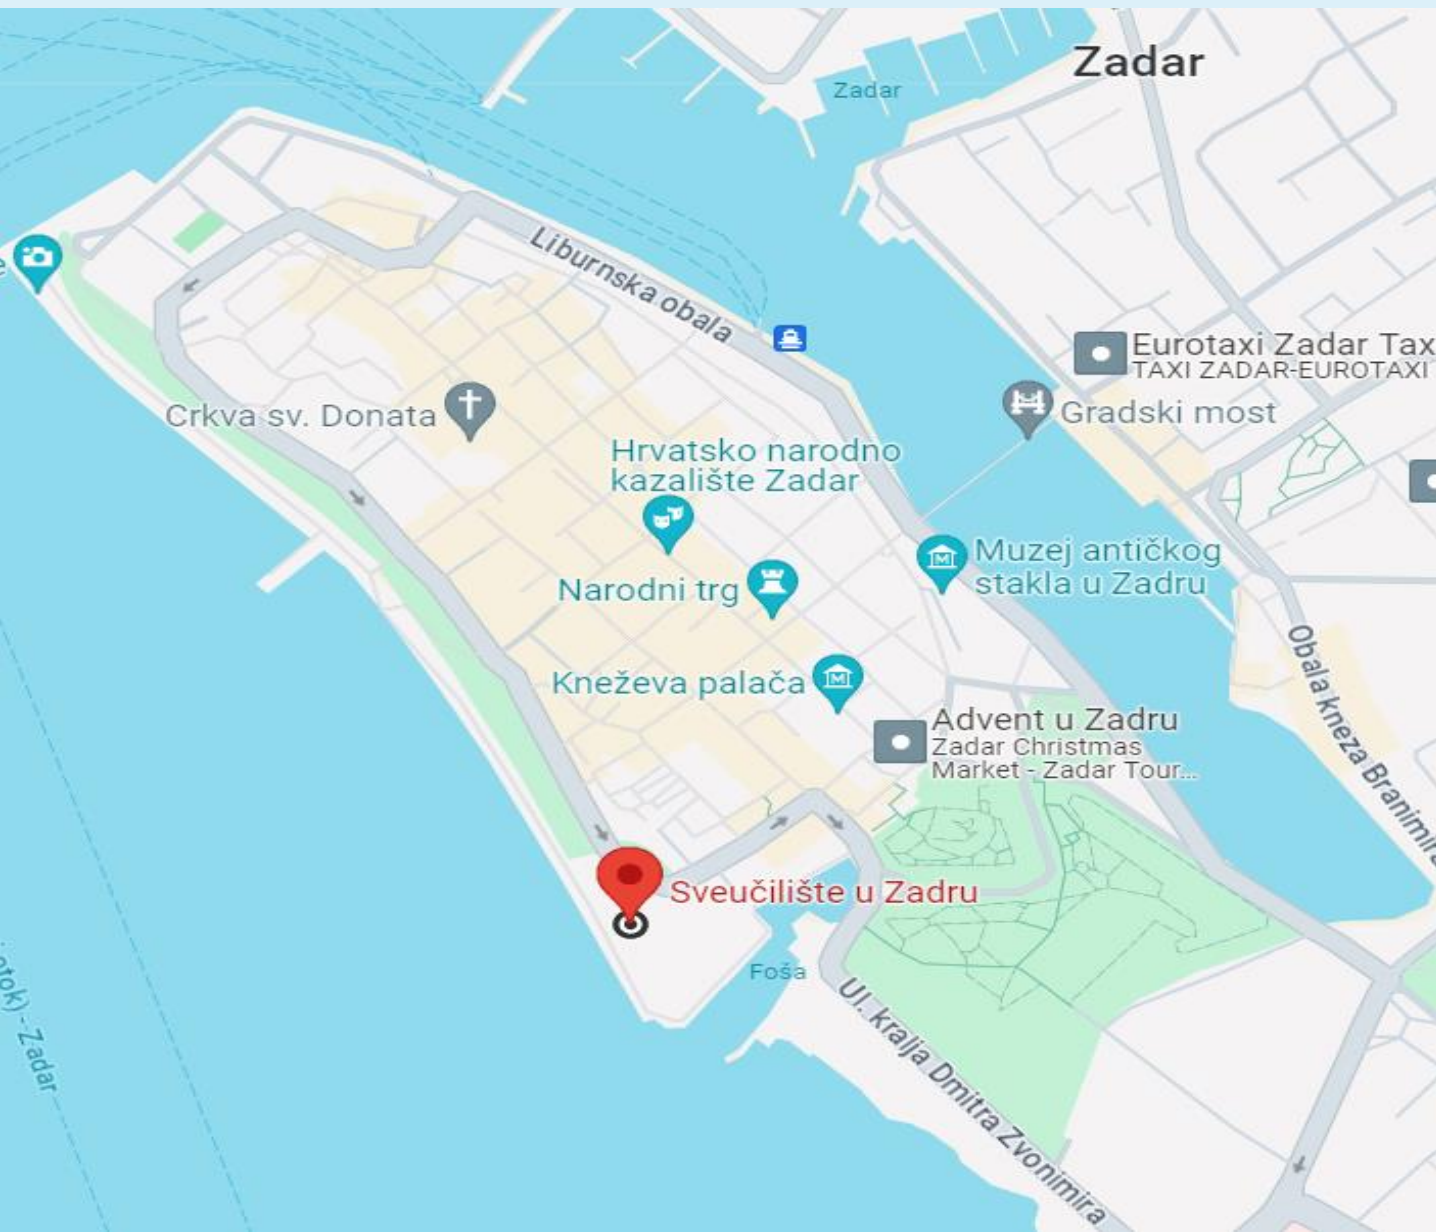 Zadar
Zadar
Liburnska obala
Eurotaxi Zadar Tax
TAXI ZADAR-EUROTAXI
Crkva sv. Donata
Gradski most
Hrvatsko narodno
kazalište Zadar
Muzej antičkog
stakla u Zadru
Narodni trg
Kneževa palača
Obala kneza Branimira
Advent u Zadru
Zadar Christmas
Market - Zadar Tour...
Sveučilište u Zadru
Foša
Ul. kralja Dmitra Zvonimira
otok) - Zadar